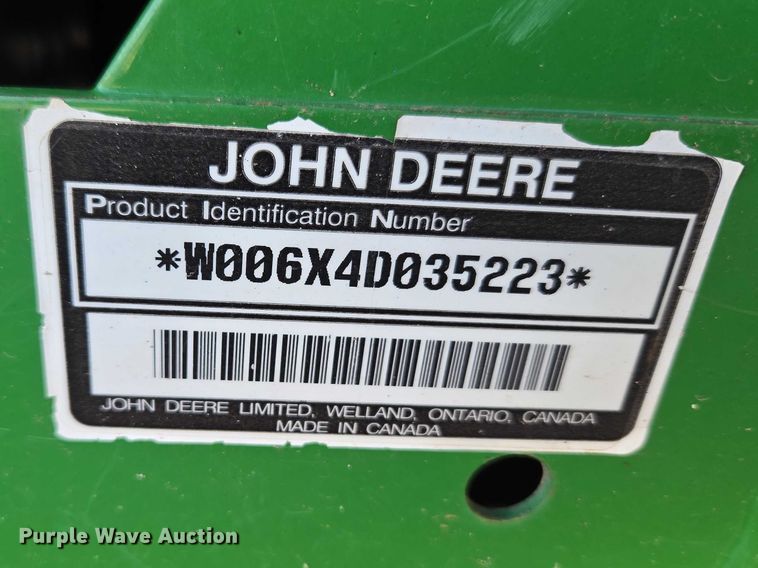 JOHN DEERE
Product Identification Number
*W006X4D035223*
JOHN DEERE LIMITED, WELLAND, ONTARIO, CANADA
MADE IN CANADA
Purple Wave Auction